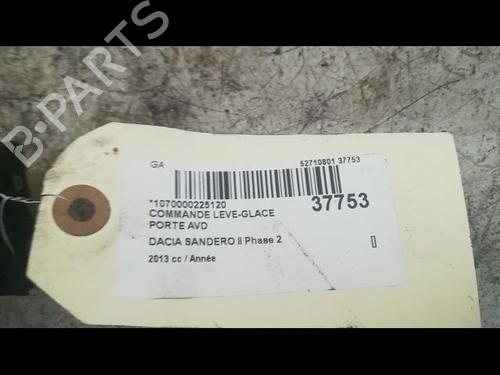 B-PARTS
GA
52710801 37753
*1070000225120
37753
COMMANDE LEVE-GLACE
PORTE AVD
DACIA SANDERO II Phase 2
2013 cc / Année